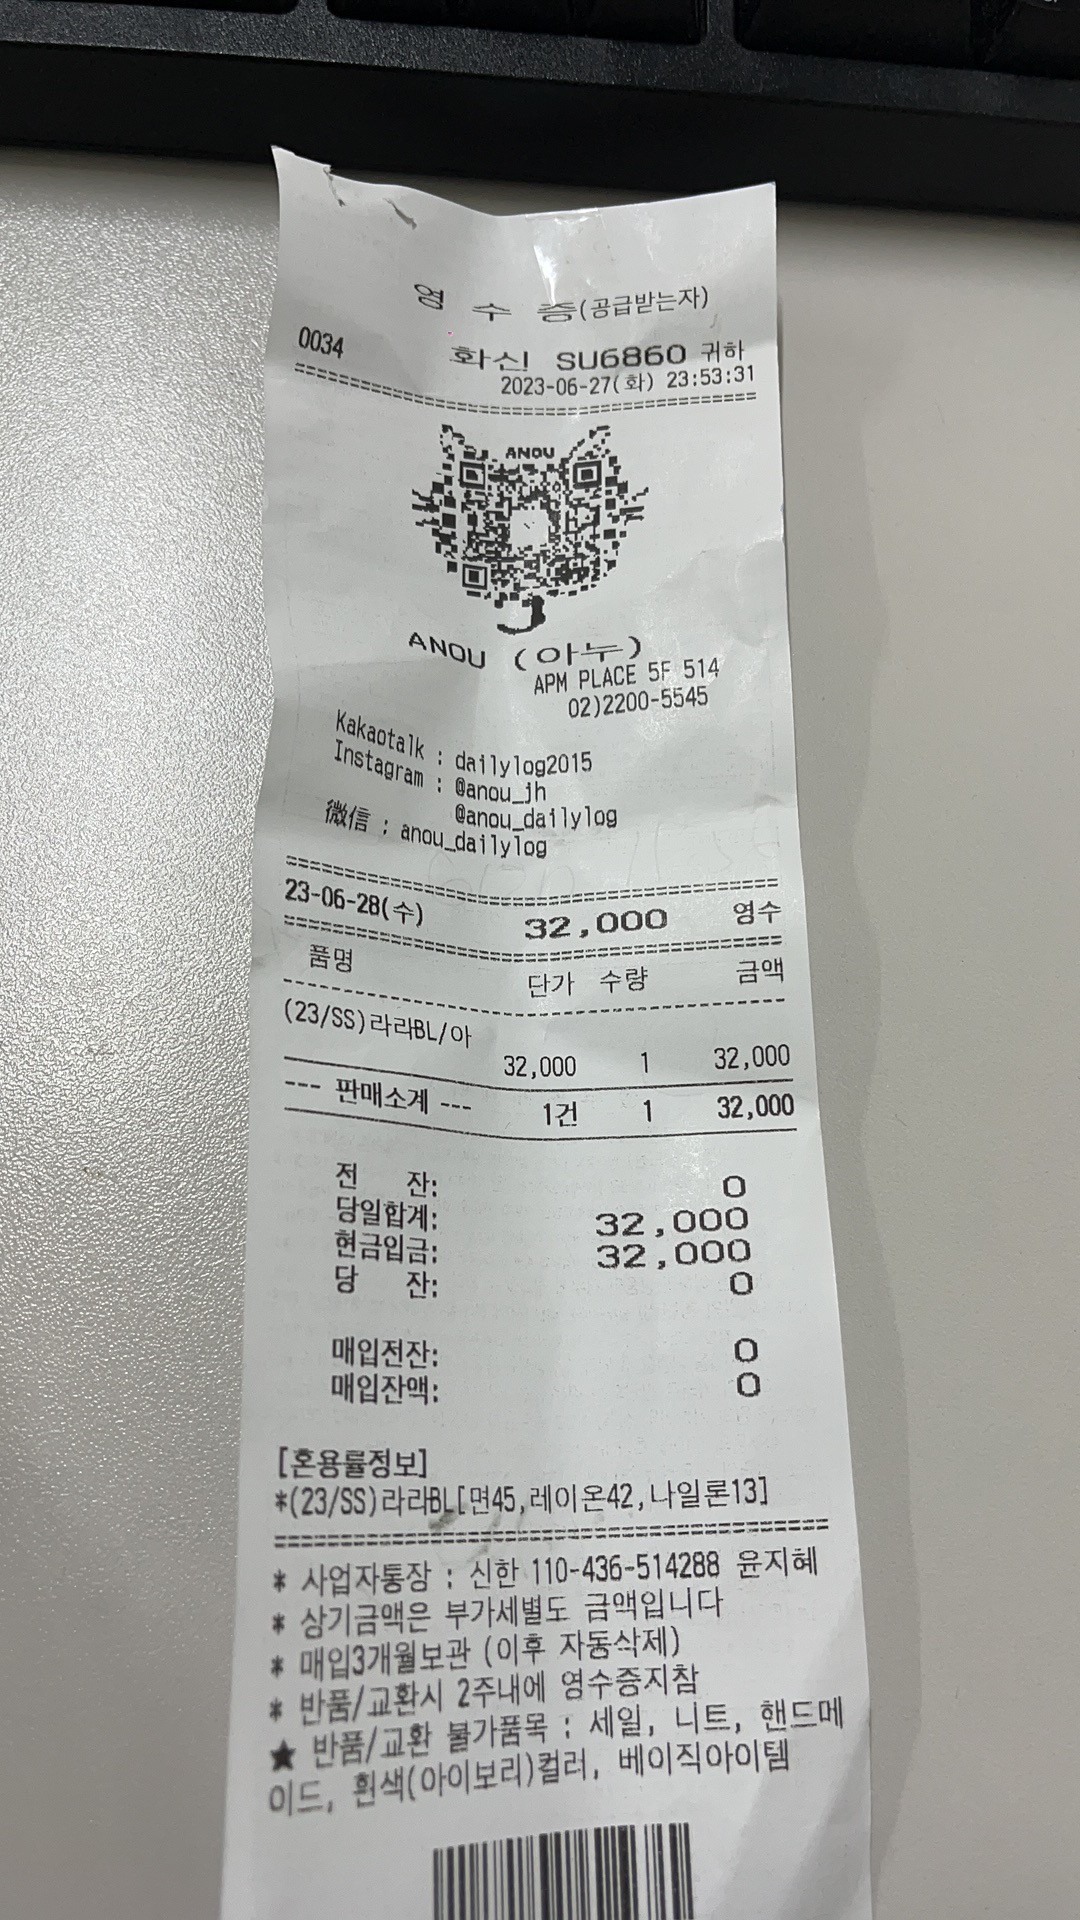 영 수 증(공급받는자)
0034 화신 SU6860 귀하
2023-06-27(화) 23:53:31
ANOU
ANOU (아누)
APM PLACE 5F 514
02)2200-5545
Kakaotalk : dailylog2015
Instagram : @anou_jh
@anou_dailylog
微信 : anou_dailylog
23-06-28(수) 32,000 영수
품명 단가 수량 금액
(23/SS)라라BL/아
32,000 1 32,000
--- 판매소계 --- 1건 1 32,000
전 잔: 0
당일합계: 32,000
현금입금: 32,000
당 잔: 0
매입전잔: 0
매입잔액: 0
[혼용률정보]
*(23/SS)라라BL[면45,레이온42,나일론13]
* 사업자통장 : 신한 110-436-514288 윤지혜
* 상기금액은 부가세별도 금액입니다
* 매입3개월보관 (이후 자동삭제)
* 반품/교환시 2주내에 영수증지참
★ 반품/교환 불가품목 : 세일, 니트, 핸드메
이드, 흰색(아이보리)컬러, 베이직아이템